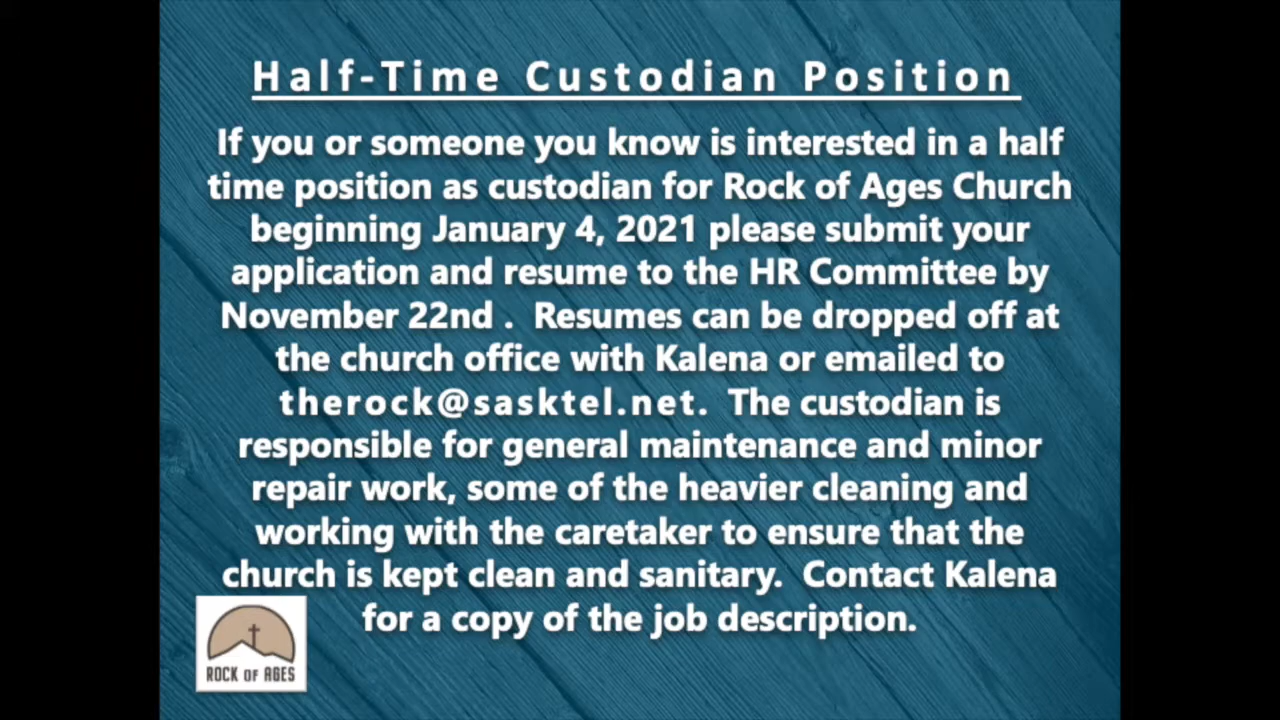 Half-Time Custodian Position
If you or someone you know is interested in a half
time position as custodian for Rock of Ages Church
beginning January 4, 2021 please submit your
application and resume to the HR Committee by
November 22nd .  Resumes can be dropped off at
the church office with Kalena or emailed to
therock@sasktel.net.  The custodian is
responsible for general maintenance and minor
repair work, some of the heavier cleaning and
working with the caretaker to ensure that the
church is kept clean and sanitary.  Contact Kalena
for a copy of the job description.
ROCK OF AGES